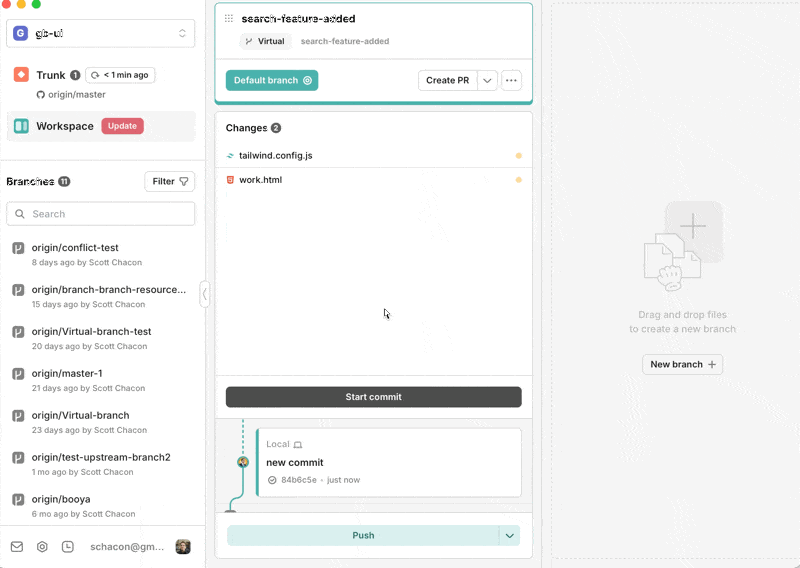 G gb-ui
Trunk 1 < 1 min ago
origin/master
Workspace Update
Branches 11 Filter
Search
origin/conflict-test
8 days ago by Scott Chacon
origin/branch-branch-resource...
15 days ago by Scott Chacon
origin/Virtual-branch-test
20 days ago by Scott Chacon
origin/master-1
21 days ago by Scott Chacon
origin/Virtual-branch
23 days ago by Scott Chacon
origin/test-upstream-branch2
1 mo ago by Scott Chacon
origin/booya
6 mo ago by Scott Chacon
schacon@gm...
search-feature-added
Virtual search-feature-added
Default branch Create PR
Changes 2
tailwind.config.js
work.html
Start commit
Local
new commit
84b6c5e • just now
Push
Drag and drop files
to create a new branch
New branch